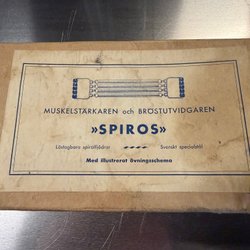 MUSKELSTÄRKAREN och BRÖSTUTVIDGAREN
»SPIROS»
Löstagbara spiralfjädrar Svenskt specialstål
Med illustrerat övningsschema